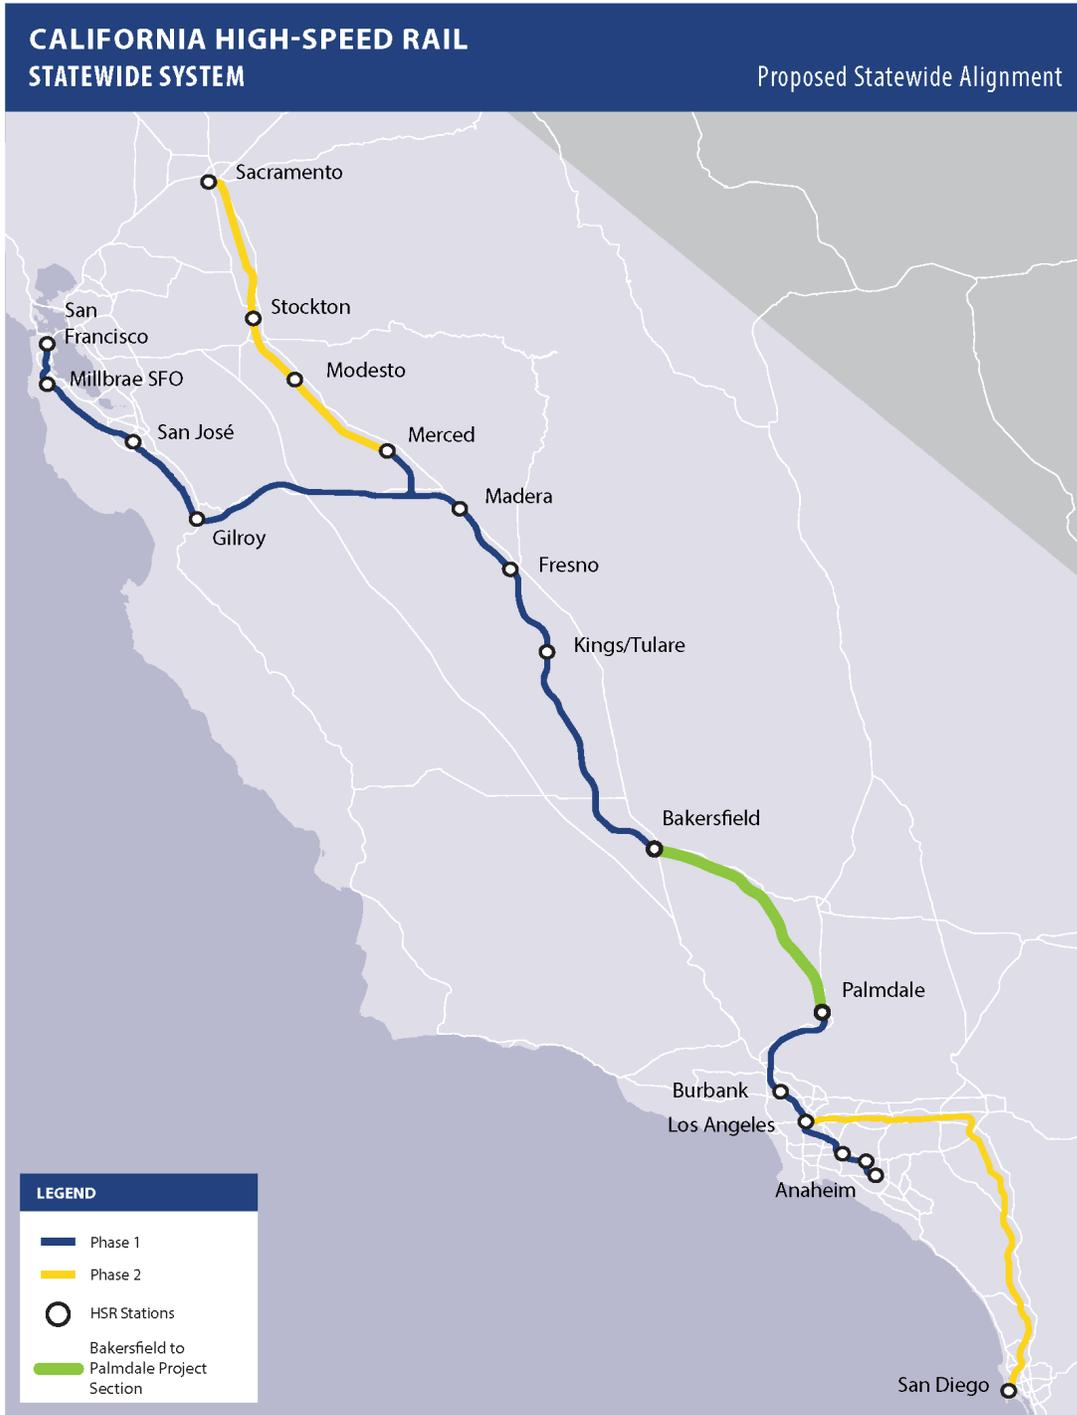 CALIFORNIA HIGH-SPEED RAIL
STATEWIDE SYSTEM
Proposed Statewide Alignment
Sacramento
Stockton
San
Francisco
Modesto
Millbrae SFO
San José
Merced
Madera
Gilroy
Fresno
Kings/Tulare
Bakersfield
Palmdale
Burbank
Los Angeles
Anaheim
San Diego
LEGEND
Phase 1
Phase 2
HSR Stations
Bakersfield to
Palmdale Project
Section